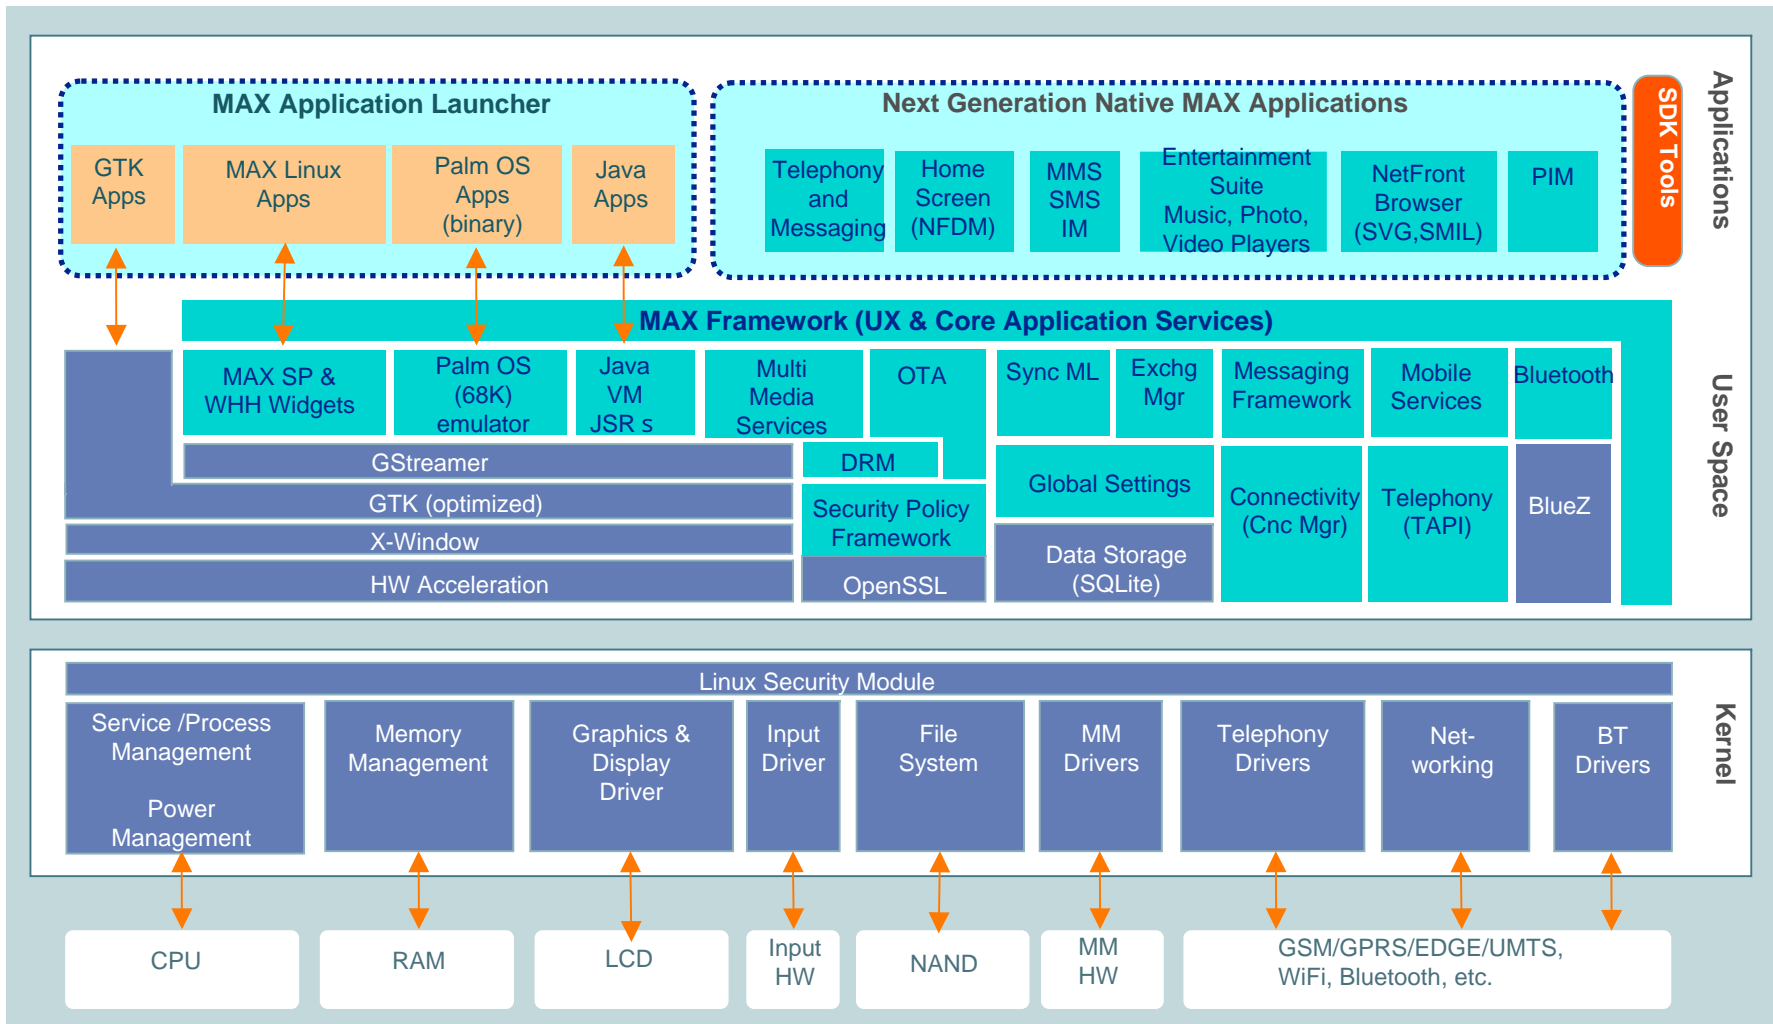 MAX Application Launcher
GTK
Apps
MAX Linux
Apps
Palm OS
Apps
(binary)
Java
Apps
Next Generation Native MAX Applications
Telephony
and
Messaging
Home
Screen
(NFDM)
MMS
SMS
IM
Entertainment
Suite
Music, Photo,
Video Players
NetFront
Browser
(SVG,SMIL)
PIM
SDK Tools
Applications
MAX Framework (UX & Core Application Services)
MAX SP &
WHH Widgets
Palm OS
(68K)
emulator
Java
VM
JSR s
Multi
Media
Services
OTA
Sync ML
Exchg
Mgr
Messaging
Framework
Mobile
Services
Bluetooth
GStreamer
DRM
Global Settings
GTK (optimized)
Security Policy
Framework
Connectivity
(Cnc Mgr)
Telephony
(TAPI)
BlueZ
X-Window
Data Storage
(SQLite)
HW Acceleration
OpenSSL
User Space
Linux Security Module
Service /Process
Management
Power
Management
Memory
Management
Graphics &
Display
Driver
Input
Driver
File
System
MM
Drivers
Telephony
Drivers
Net-
working
BT
Drivers
Kernel
CPU
RAM
LCD
Input
HW
NAND
MM
HW
GSM/GPRS/EDGE/UMTS,
WiFi, Bluetooth, etc.